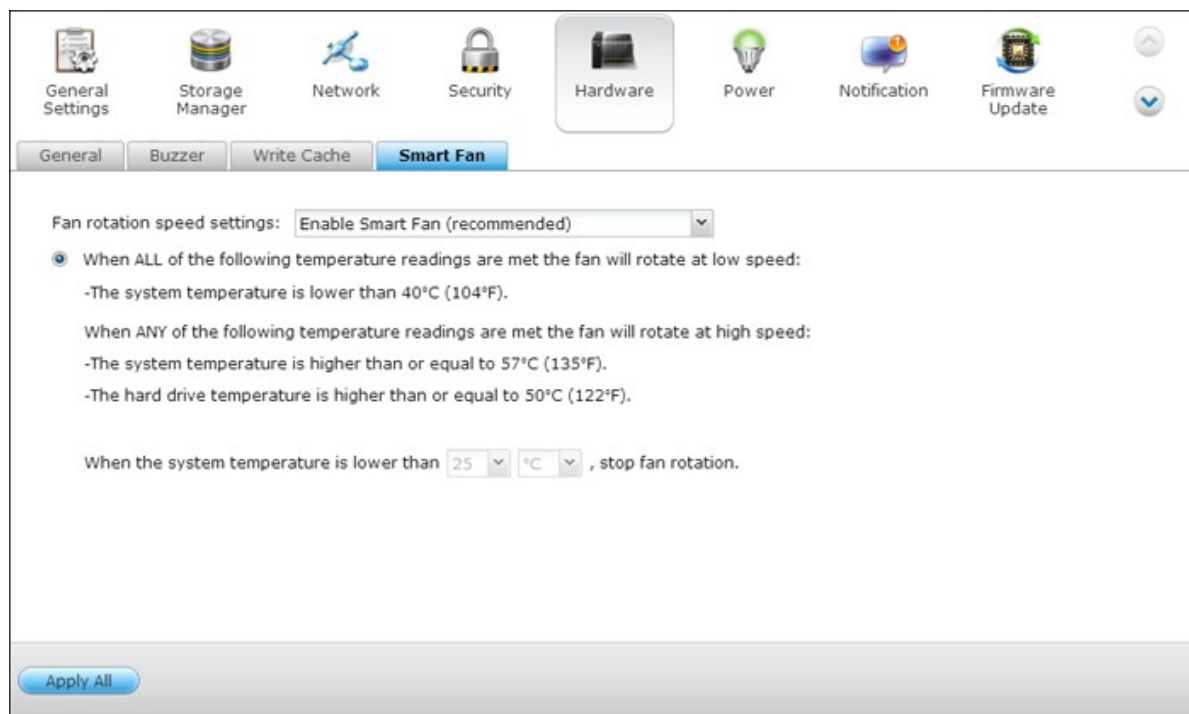 General Settings
Storage Manager
Network
Security
Hardware
Power
Notification
Firmware Update
General
Buzzer
Write Cache
Smart Fan
Fan rotation speed settings: Enable Smart Fan (recommended)
When ALL of the following temperature readings are met the fan will rotate at low speed:
-The system temperature is lower than 40°C (104°F).
When ANY of the following temperature readings are met the fan will rotate at high speed:
-The system temperature is higher than or equal to 57°C (135°F).
-The hard drive temperature is higher than or equal to 50°C (122°F).
When the system temperature is lower than 25 °C , stop fan rotation.
Apply All